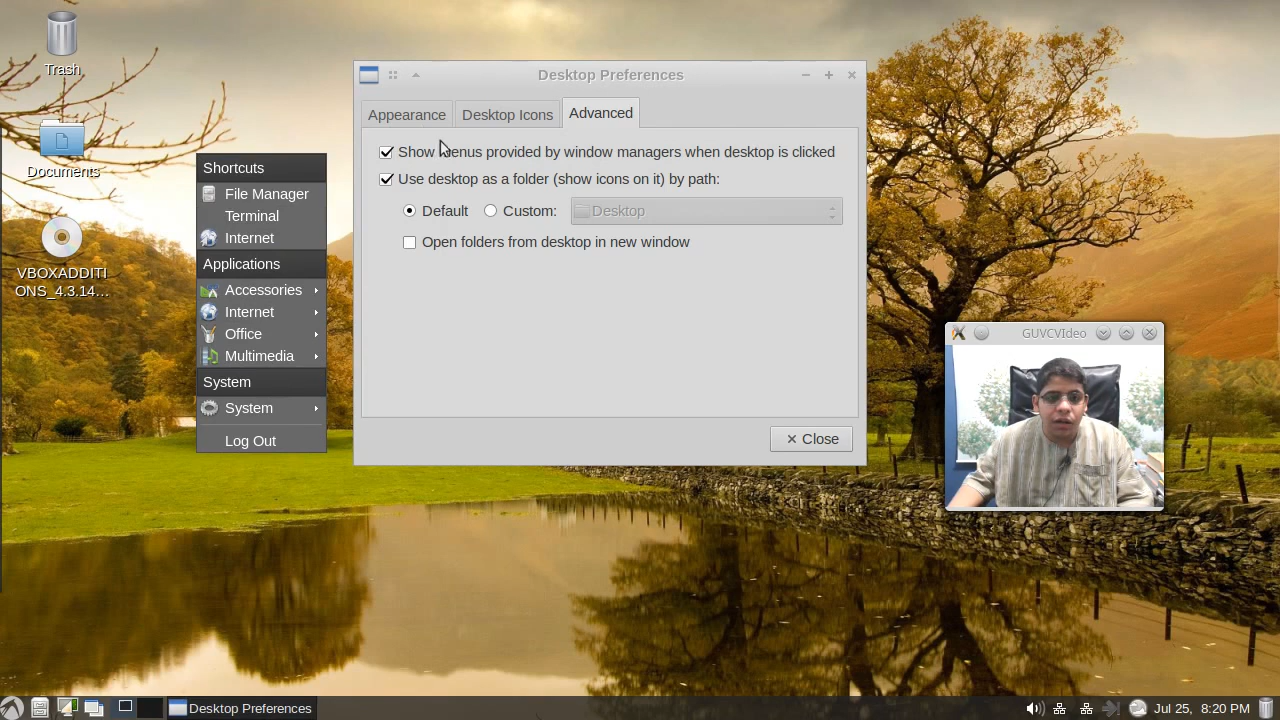 Trash
Documents
VBOXADDITI
ONS_4.3.14...
Shortcuts
File Manager
Terminal
Internet
Applications
Accessories
Internet
Office
Multimedia
System
System
Log Out
Desktop Preferences
Appearance
Desktop Icons
Advanced
Show menus provided by window managers when desktop is clicked
Use desktop as a folder (show icons on it) by path:
Default
Custom:
Desktop
Open folders from desktop in new window
Close
GUVCVIdeo
Desktop Preferences
Jul 25, 8:20 PM